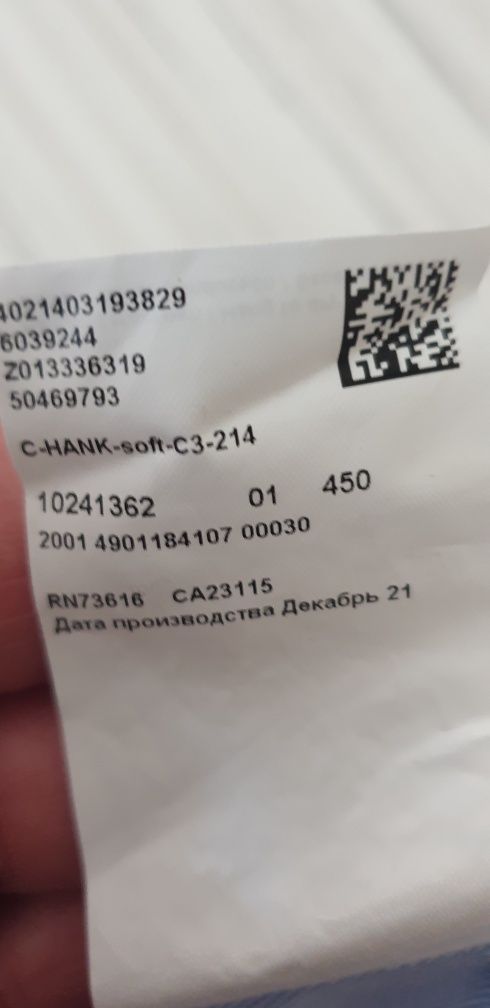 4021403193829
6039244
Z013336319
50469793
C-HANK-soft-C3-214
10241362 01 450
2001 4901184107 00030
RN73616 CA23115
Дата производства Декабрь 21